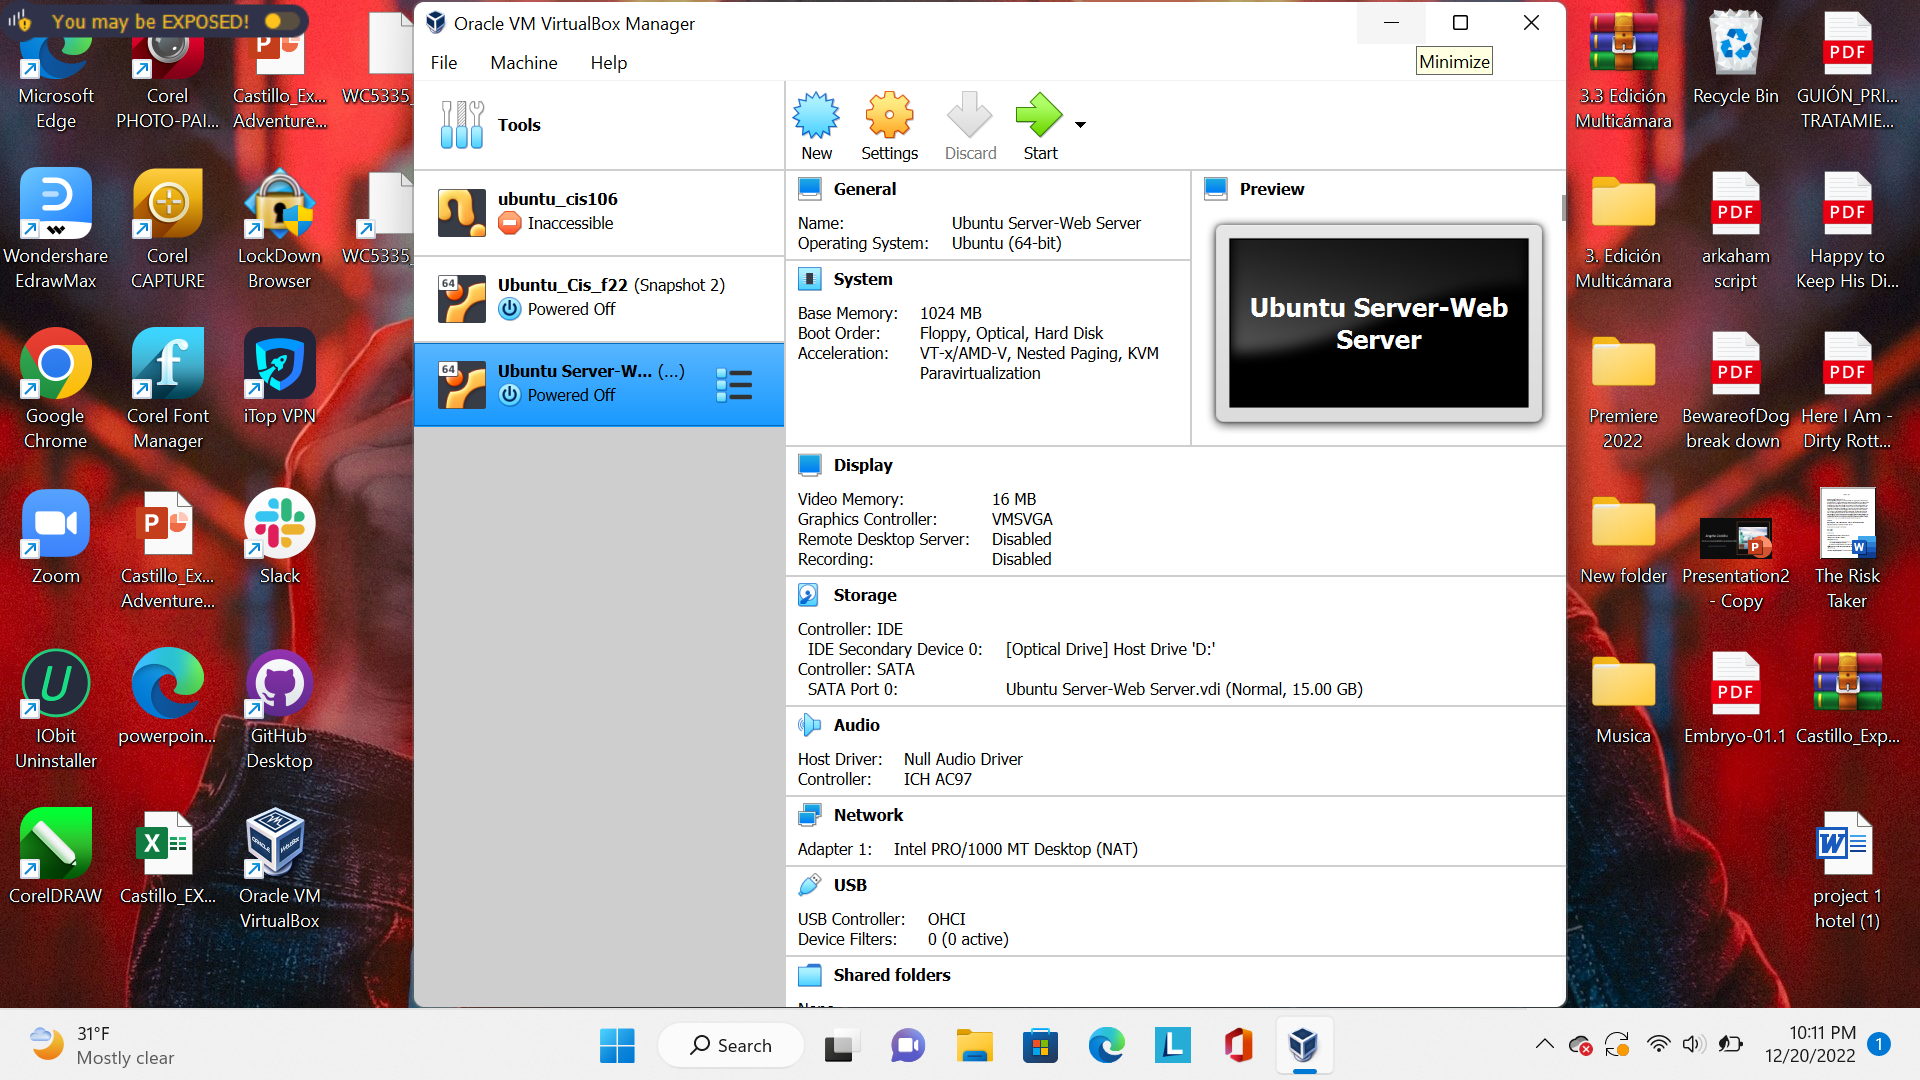 You may be EXPOSED!
Microsoft
Edge
Corel
PHOTO-PAI...
Castillo_Ex...
Adventure...
WC5335_
Wondershare
EdrawMax
Corel
CAPTURE
LockDown
Browser
WC5335_
Google
Chrome
Corel Font
Manager
iTop VPN
Zoom
Castillo_Ex...
Adventure...
Slack
IObit
Uninstaller
powerpoin...
GitHub
Desktop
CorelDRAW
Castillo_EX...
Oracle VM
VirtualBox
Oracle VM VirtualBox Manager
File Machine Help
Minimize
Tools
New Settings Discard Start
ubuntu_cis106
Inaccessible
64
Ubuntu_Cis_f22 (Snapshot 2)
Powered Off
64
Ubuntu Server-W... (...)
Powered Off
General
Name: Ubuntu Server-Web Server
Operating System: Ubuntu (64-bit)
System
Base Memory: 1024 MB
Boot Order: Floppy, Optical, Hard Disk
Acceleration: VT-x/AMD-V, Nested Paging, KVM
Paravirtualization
Preview
Ubuntu Server-Web
Server
Display
Video Memory: 16 MB
Graphics Controller: VMSVGA
Remote Desktop Server: Disabled
Recording: Disabled
Storage
Controller: IDE
IDE Secondary Device 0: [Optical Drive] Host Drive 'D:'
Controller: SATA
SATA Port 0: Ubuntu Server-Web Server.vdi (Normal, 15.00 GB)
Audio
Host Driver: Null Audio Driver
Controller: ICH AC97
Network
Adapter 1: Intel PRO/1000 MT Desktop (NAT)
USB
USB Controller: OHCI
Device Filters: 0 (0 active)
Shared folders
3.3 Edición
Multicámara
Recycle Bin
PDF
GUIÓN_PRI...
TRATAMIE...
3. Edición
Multicámara
PDF
arkaham
script
PDF
Happy to
Keep His Di...
Premiere
2022
PDF
BewareofDog
break down
PDF
Here I Am -
Dirty Rott...
New folder
Presentation2
- Copy
The Risk
Taker
Musica
PDF
Embryo-01.1
Castillo_Exp...
project 1
hotel (1)
31°F
Mostly clear
Search
10:11 PM
12/20/2022
1